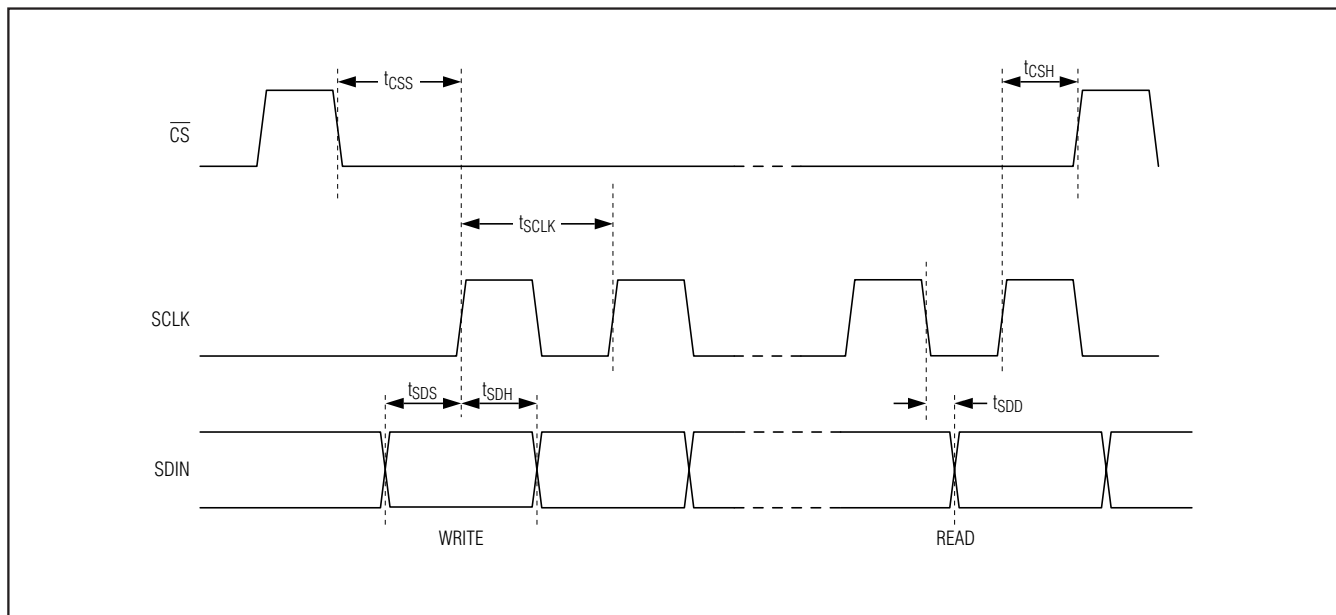 tCSS
tCSH
CS
tSCLK
SCLK
tSDS
tSDH
tSDD
SDIN
WRITE
READ